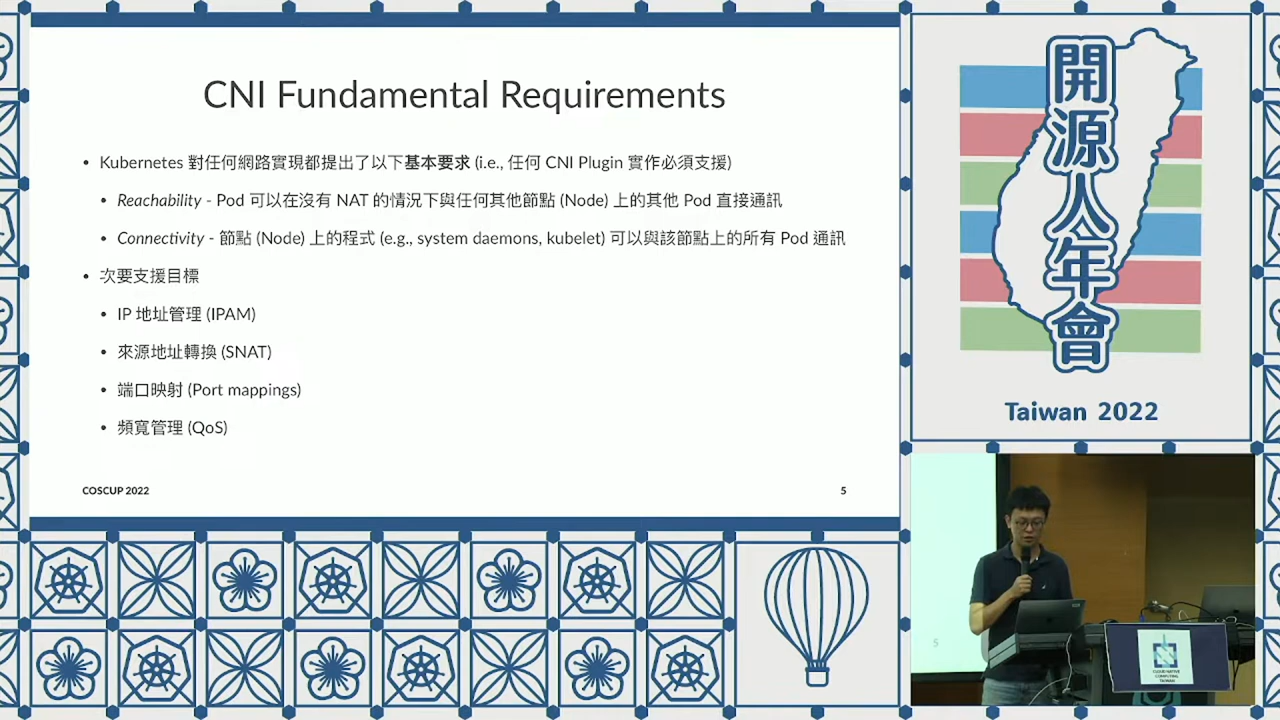 CNI Fundamental Requirements
• Kubernetes 對任何網路實現都提出了以下基本要求 (i.e., 任何 CNI Plugin 實作必須支援)
• Reachability - Pod 可以在沒有 NAT 的情況下與任何其他節點 (Node) 上的其他 Pod 直接通訊
• Connectivity - 節點 (Node) 上的程式 (e.g., system daemons, kubelet) 可以與該節點上的所有 Pod 通訊
• 次要支援目標
• IP 地址管理 (IPAM)
• 來源地址轉換 (SNAT)
• 端口映射 (Port mappings)
• 頻寬管理 (QoS)
COSCUP 2022
5
開源人年會
Taiwan 2022
5
CLOUD NATIVE
COMPUTING
TAIWAN